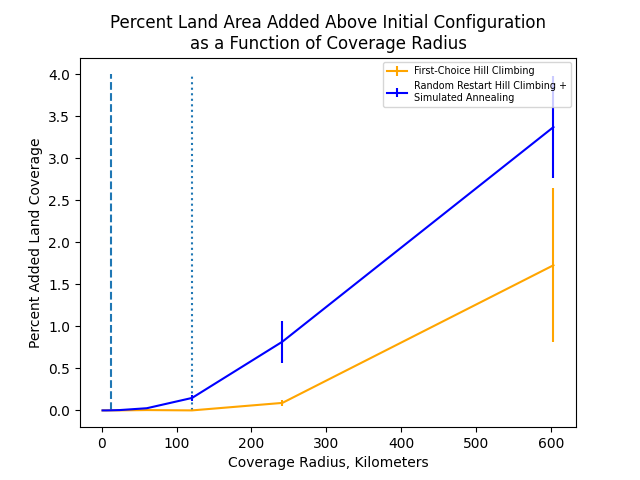 Percent Land Area Added Above Initial Configuration
as a Function of Coverage Radius
First-Choice Hill Climbing
Random Restart Hill Climbing +
Simulated Annealing
Percent Added Land Coverage
4.0
3.5
3.0
2.5
2.0
1.5
1.0
0.5
0.0
0 100 200 300 400 500 600
Coverage Radius, Kilometers